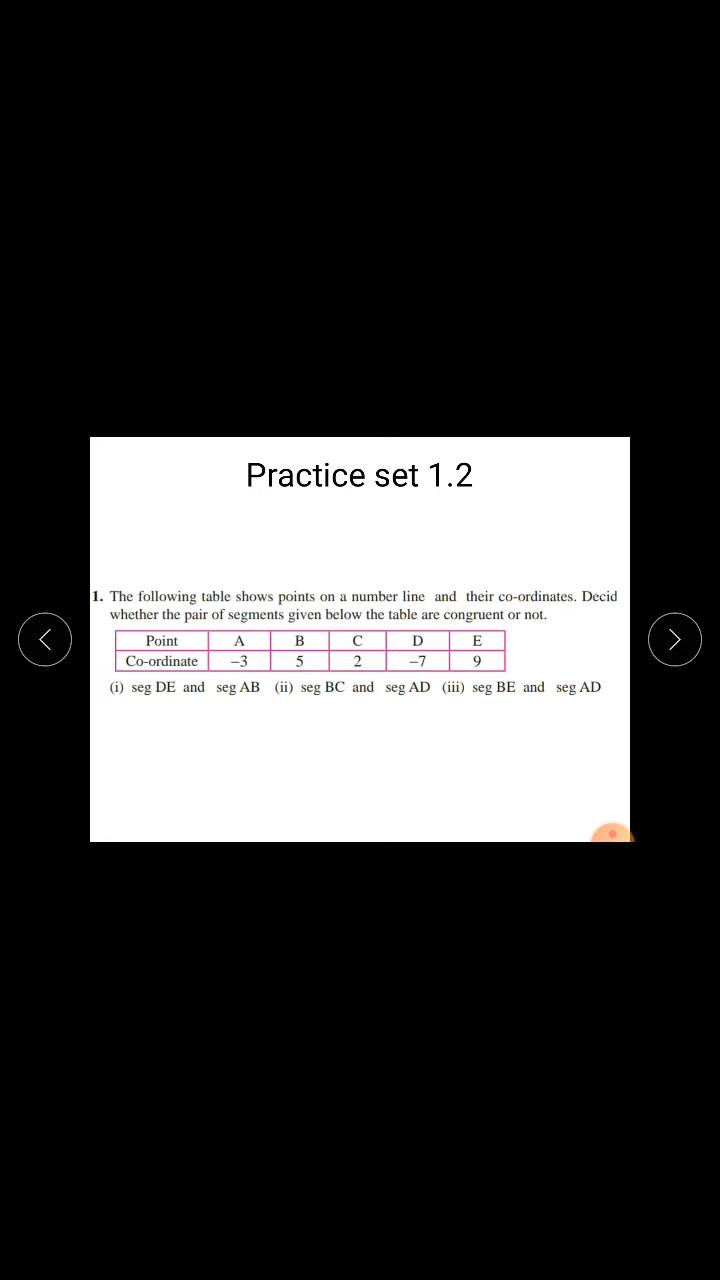 Practice set 1.2
1. The following table shows points on a number line and their co-ordinates. Decid
whether the pair of segments given below the table are congruent or not.
Point A B C D E
Co-ordinate –3 5 2 –7 9
(i) seg DE and seg AB (ii) seg BC and seg AD (iii) seg BE and seg AD